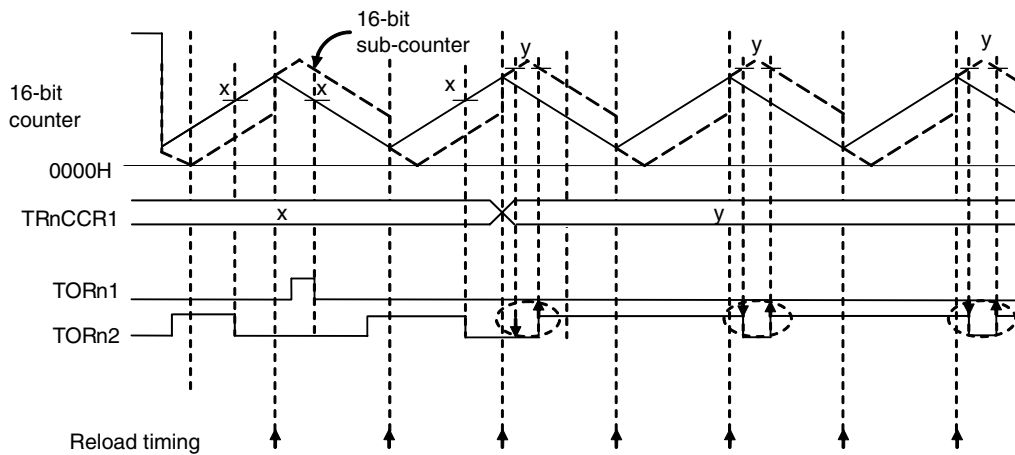 16-bit
sub-counter
y
y
y
x
x
x
16-bit
counter
0000H
TRnCCR1
x
y
TORn1
TORn2
Reload timing